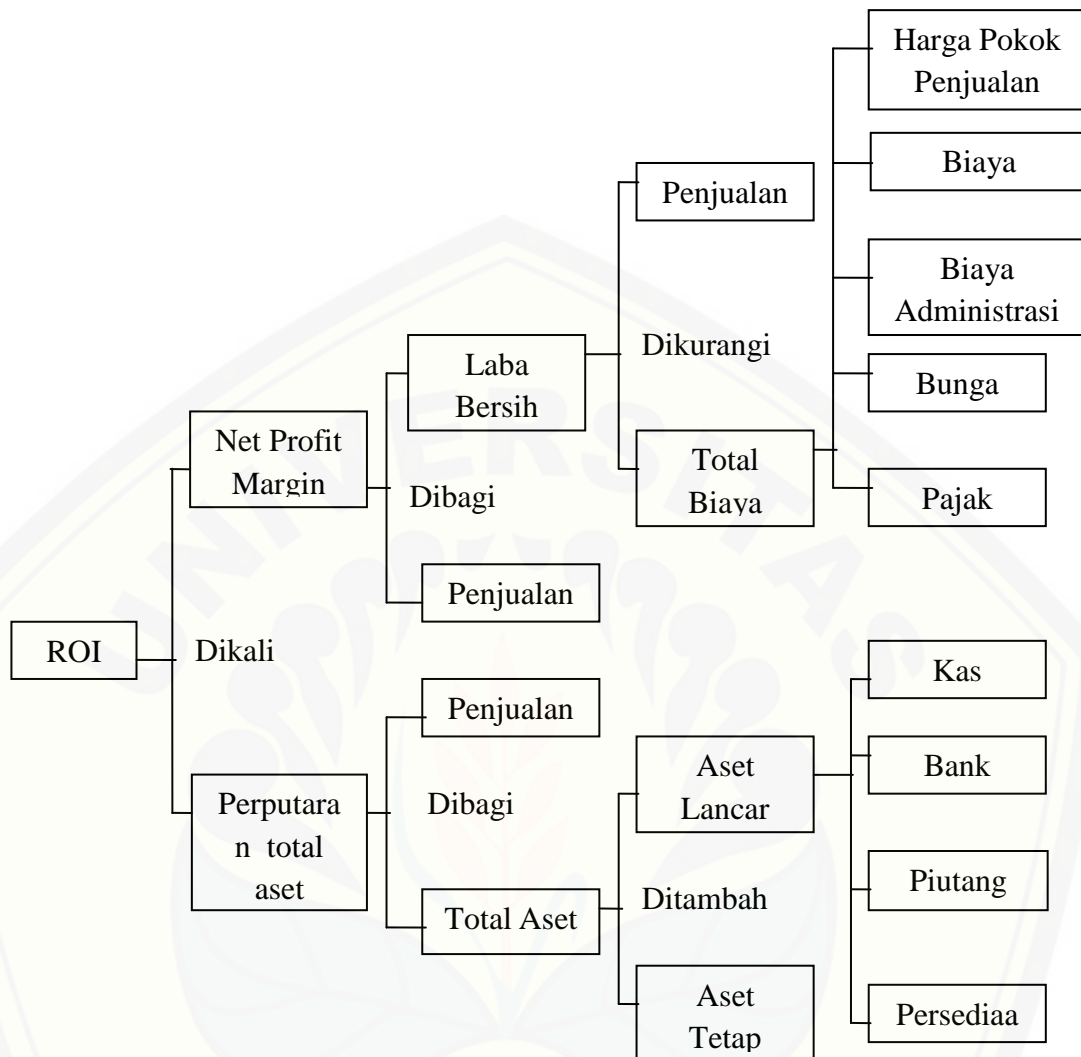 Harga Pokok
Penjualan
Biaya
Penjualan
Biaya
Administrasi
Dikurangi
Laba
Bersih
Bunga
Net Profit
Margin
Total
Biaya
Dibagi
Pajak
Penjualan
ROI
Dikali
Kas
Penjualan
Aset
Lancar
Bank
Perputara
n total
aset
Dibagi
Piutang
Total Aset
Ditambah
Aset
Tetap
Persediaa
UNIVERSITAS